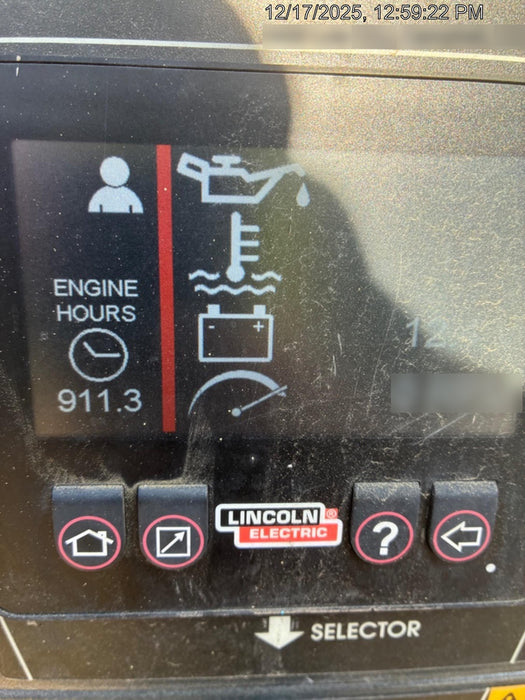 12/17/2025, 12:59:22 PM
ENGINE
HOURS
911.3
- +
12.
?
LINCOLN®
ELECTRIC
SELECTOR